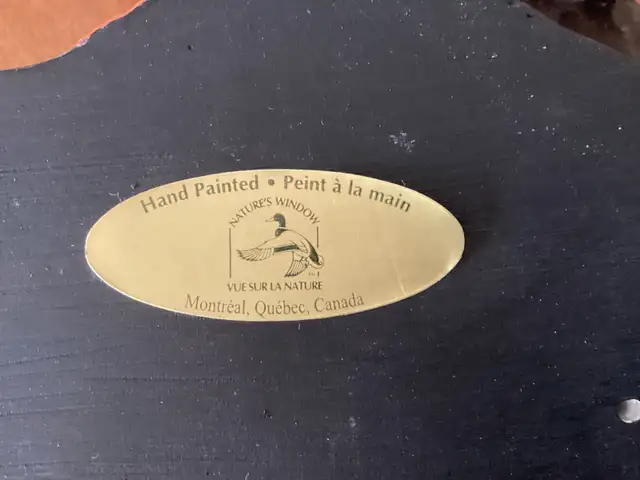 Hand Painted • Peint à la main
NATURE'S WINDOW
VUE SUR LA NATURE
Montréal, Québec, Canada